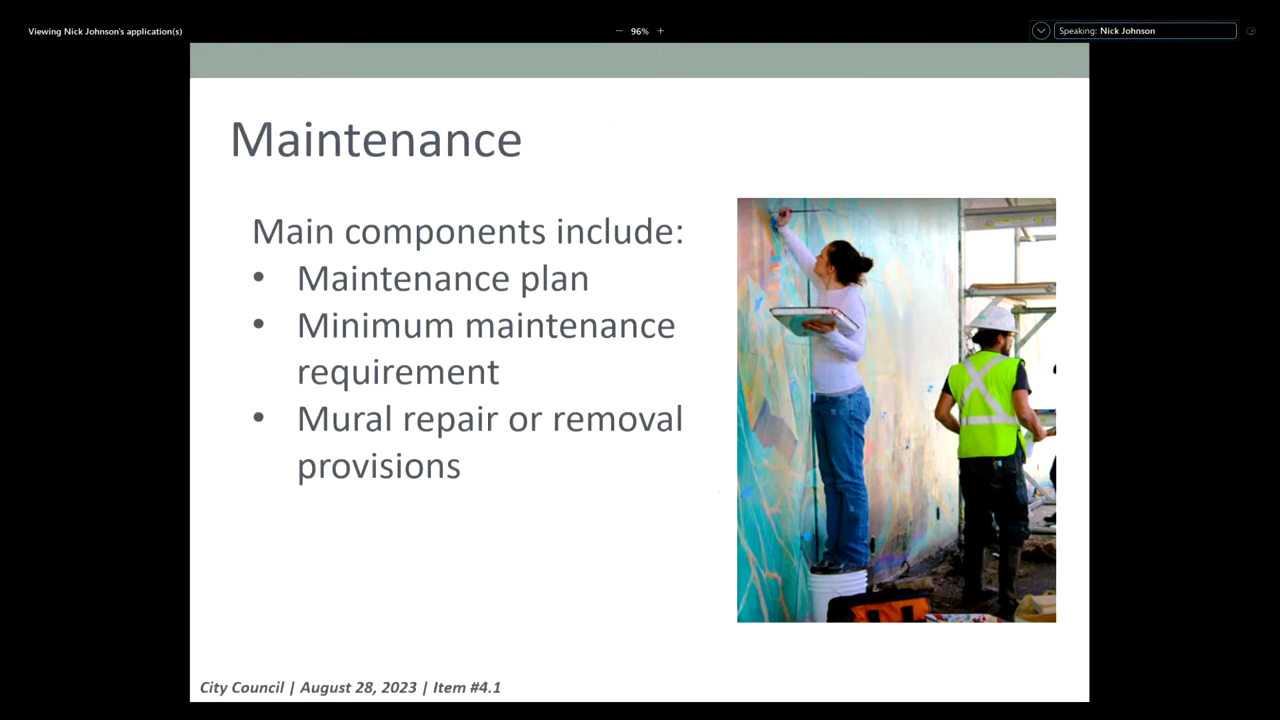 Viewing Nick Johnson's application(s)
− 96% +
Speaking: Nick Johnson
Maintenance
Main components include:
• Maintenance plan
• Minimum maintenance
requirement
• Mural repair or removal
provisions
City Council | August 28, 2023 | Item #4.1